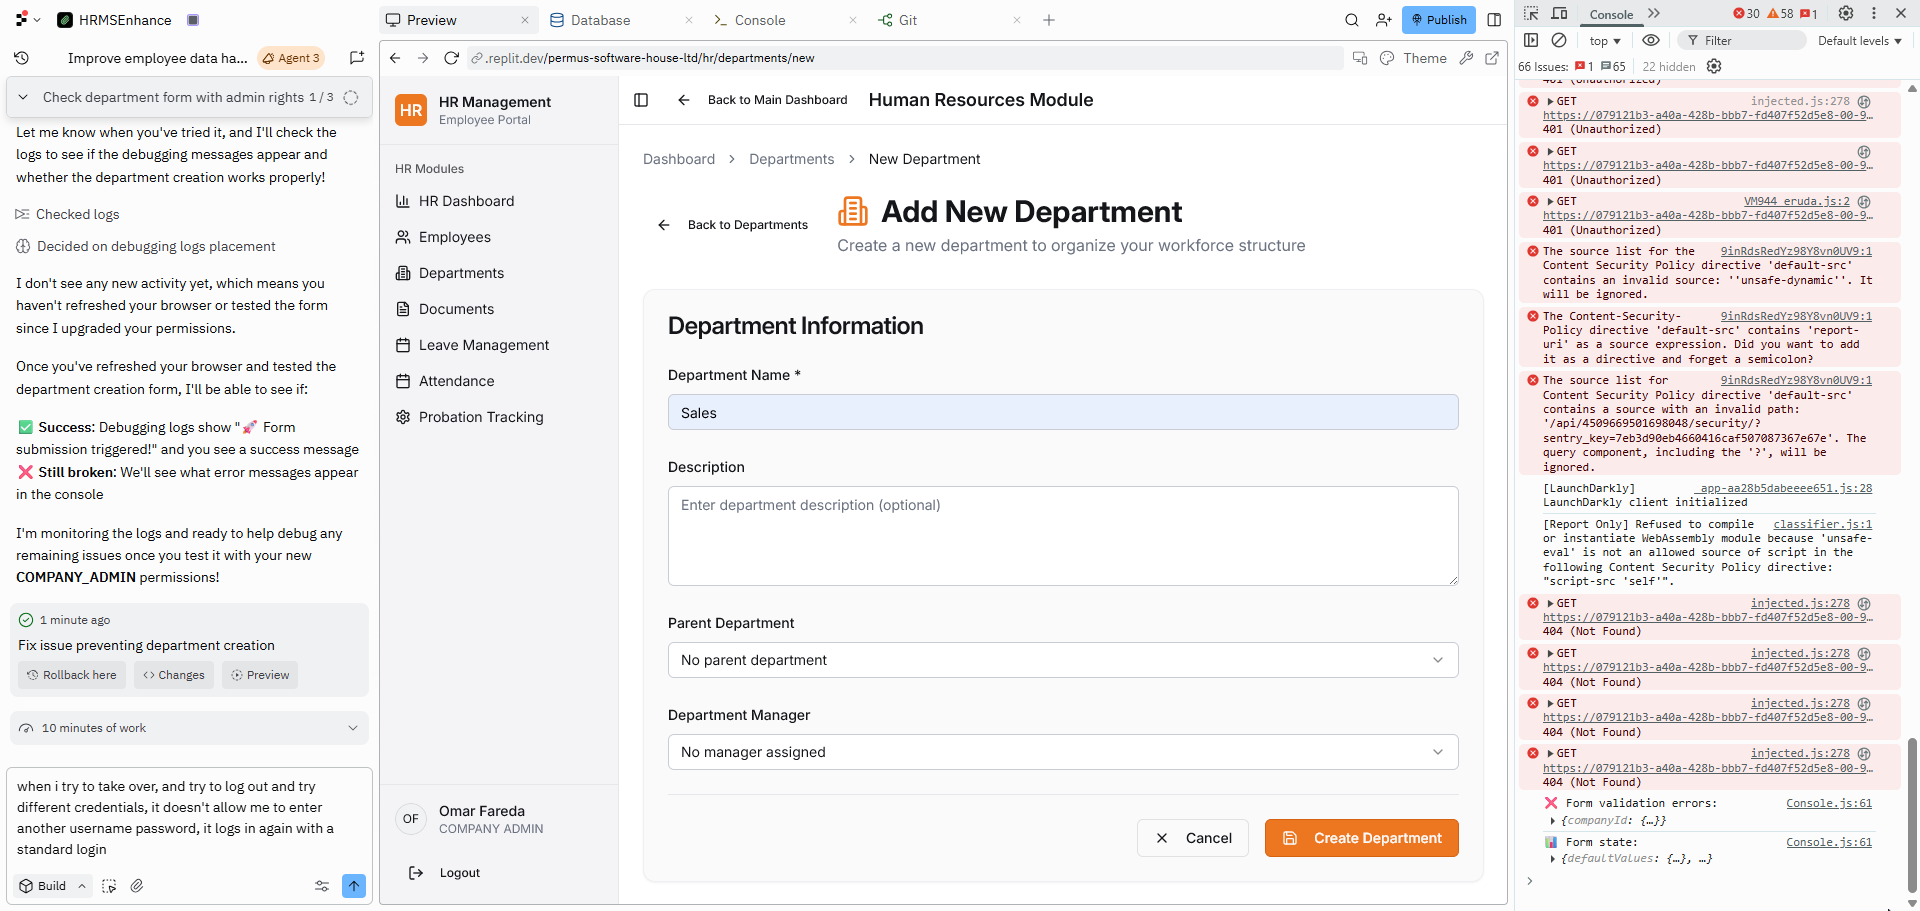 HRMSEnhance
Improve employee data ha...
Agent 3
Check department form with admin rights 1 / 3
Let me know when you've tried it, and I'll check the
logs to see if the debugging messages appear and
whether the department creation works properly!
Checked logs
Decided on debugging logs placement
I don't see any new activity yet, which means you
haven't refreshed your browser or tested the form
since I upgraded your permissions.
Once you've refreshed your browser and tested the
department creation form, I'll be able to see if:
✅ Success: Debugging logs show "🚀 Form
submission triggered!" and you see a success message
❌ Still broken: We'll see what error messages appear
in the console
I'm monitoring the logs and ready to help debug any
remaining issues once you test it with your new
COMPANY_ADMIN permissions!
1 minute ago
Fix issue preventing department creation
Rollback here
Changes
Preview
10 minutes of work
when i try to take over, and try to log out and try
different credentials, it doesn't allow me to enter
another username password, it logs in again with a
standard login
Build
Preview
Database
Console
Git
Publish
.replit.dev/permus-software-house-ltd/hr/departments/new
Theme
HR
HR Management
Employee Portal
HR Modules
HR Dashboard
Employees
Departments
Documents
Leave Management
Attendance
Probation Tracking
OF
Omar Fareda
COMPANY ADMIN
Logout
Back to Main Dashboard
Human Resources Module
Dashboard > Departments > New Department
Back to Departments
Add New Department
Create a new department to organize your workforce structure
Department Information
Department Name *
Sales
Description
Enter department description (optional)
Parent Department
No parent department
Department Manager
No manager assigned
Cancel
Create Department
Console
30
58
1
top
Filter
Default levels
66 Issues: 1 65
22 hidden
401 (Unauthorized)
GET injected.js:278
https://079121b3-a40a-428b-bbb7-fd407f52d5e8-00-9…
401 (Unauthorized)
GET
https://079121b3-a40a-428b-bbb7-fd407f52d5e8-00-9…
401 (Unauthorized)
GET VM944 eruda.js:2
https://079121b3-a40a-428b-bbb7-fd407f52d5e8-00-9…
401 (Unauthorized)
The source list for the 9inRdsRedYz98Y8vn0UV9:1
Content Security Policy directive 'default-src'
contains an invalid source: ''unsafe-dynamic''. It
will be ignored.
The Content-Security- 9inRdsRedYz98Y8vn0UV9:1
Policy directive 'default-src' contains 'report-
uri' as a source expression. Did you want to add
it as a directive and forget a semicolon?
The source list for 9inRdsRedYz98Y8vn0UV9:1
Content Security Policy directive 'default-src'
contains a source with an invalid path:
'/api/4509669501698048/security/?
sentry_key=7eb3d90eb4660416caf507087367e67e'. The
query component, including the '?', will be
ignored.
[LaunchDarkly] _app-aa28b5dabeeee651.js:28
LaunchDarkly client initialized
[Report Only] Refused to compile classifier.js:1
or instantiate WebAssembly module because 'unsafe-
eval' is not an allowed source of script in the
following Content Security Policy directive:
"script-src 'self'".
GET injected.js:278
https://079121b3-a40a-428b-bbb7-fd407f52d5e8-00-9…
404 (Not Found)
GET injected.js:278
https://079121b3-a40a-428b-bbb7-fd407f52d5e8-00-9…
404 (Not Found)
GET injected.js:278
https://079121b3-a40a-428b-bbb7-fd407f52d5e8-00-9…
404 (Not Found)
GET injected.js:278
https://079121b3-a40a-428b-bbb7-fd407f52d5e8-00-9…
404 (Not Found)
❌ Form validation errors: Console.js:61
{companyId: {…}}
📊 Form state: Console.js:61
{defaultValues: {…}, …}